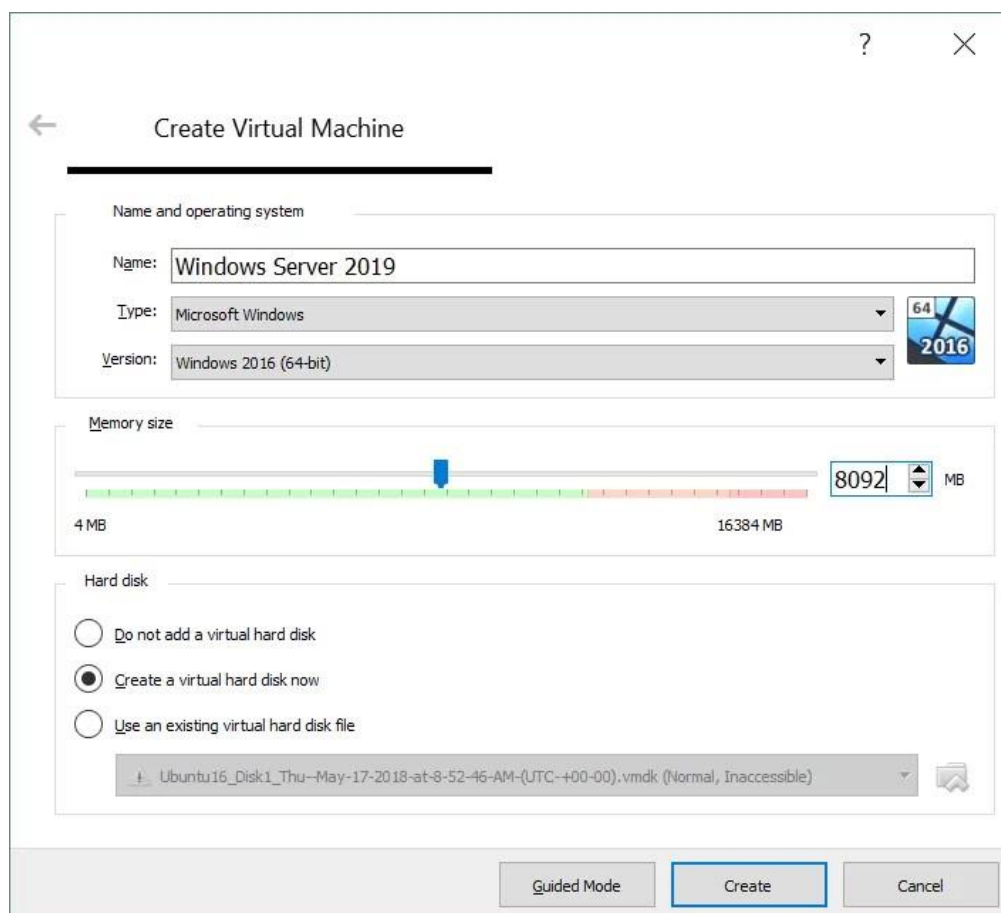 ?
Create Virtual Machine
Name and operating system
Name: Windows Server 2019
Type: Microsoft Windows
64
Version: Windows 2016 (64-bit)
2016
Memory size
8092 MB
4 MB 16384 MB
Hard disk
Do not add a virtual hard disk
Create a virtual hard disk now
Use an existing virtual hard disk file
Ubuntu16_Disk1_Thu--May-17-2018-at-8-52-46-AM-(UTC-+00-00).vmdk (Normal, Inaccessible)
Guided Mode Create Cancel